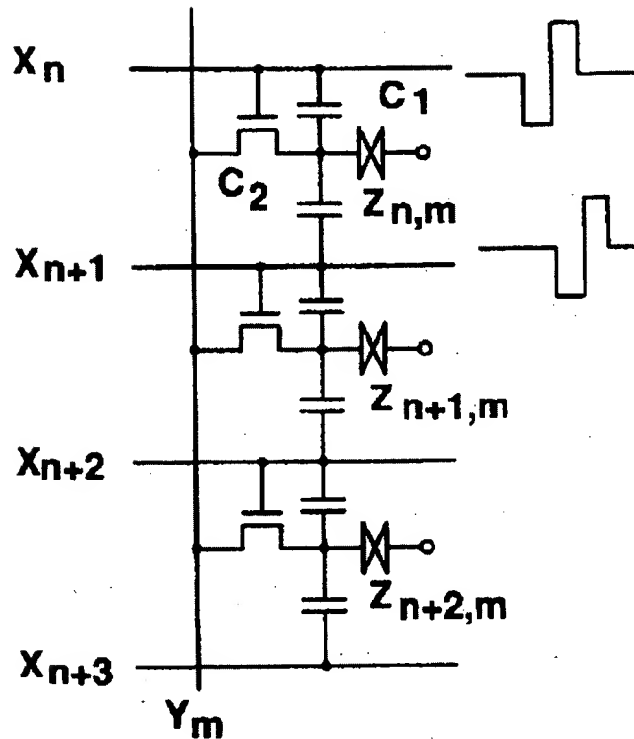 Xn
C1
C2
Zn,m
Xn+1
Zn+1,m
Xn+2
Zn+2,m
Xn+3
Ym